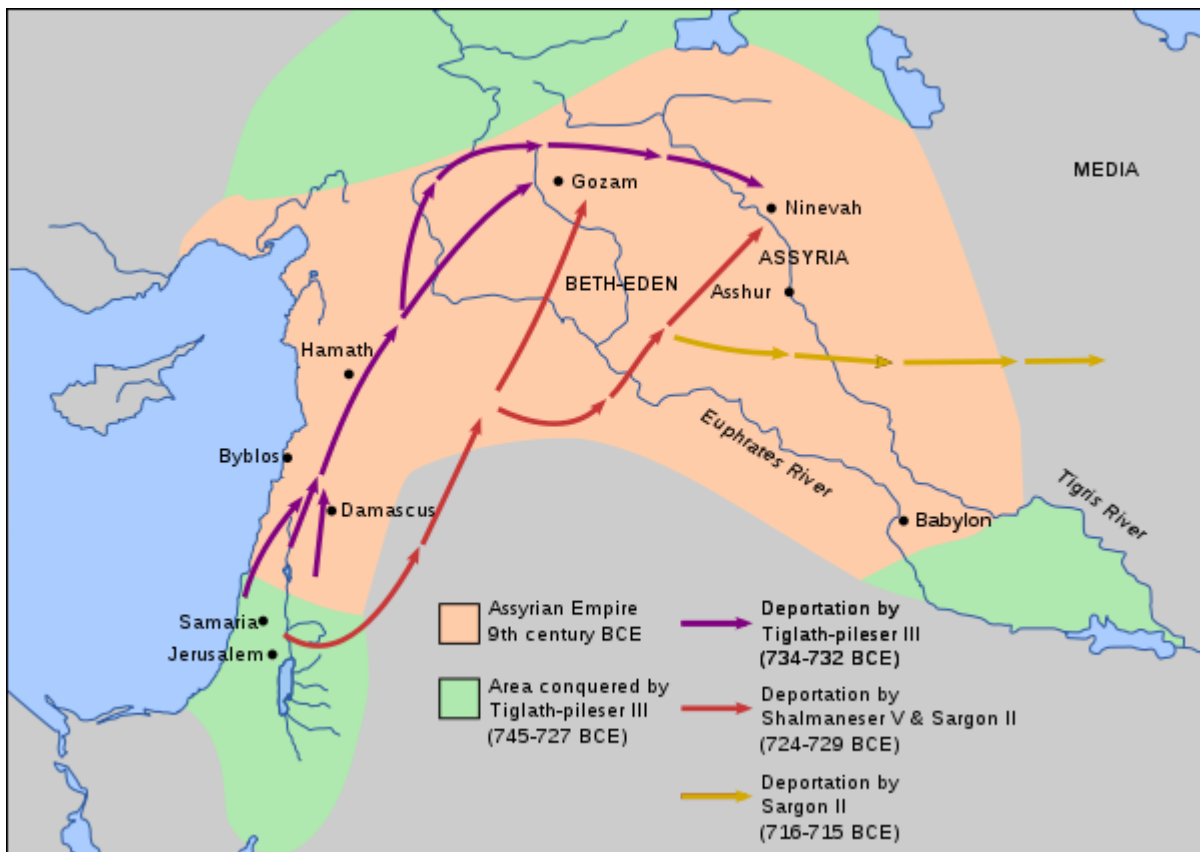 MEDIA
Gozam
Ninevah
ASSYRIA
BETH-EDEN
Asshur
Hamath
Euphrates River
Byblos
Tigris River
Damascus
Babylon
Samaria
Jerusalem
Assyrian Empire
9th century BCE
Area conquered by
Tiglath-pileser III
(745-727 BCE)
Deportation by
Tiglath-pileser III
(734-732 BCE)
Deportation by
Shalmaneser V & Sargon II
(724-729 BCE)
Deportation by
Sargon II
(716-715 BCE)